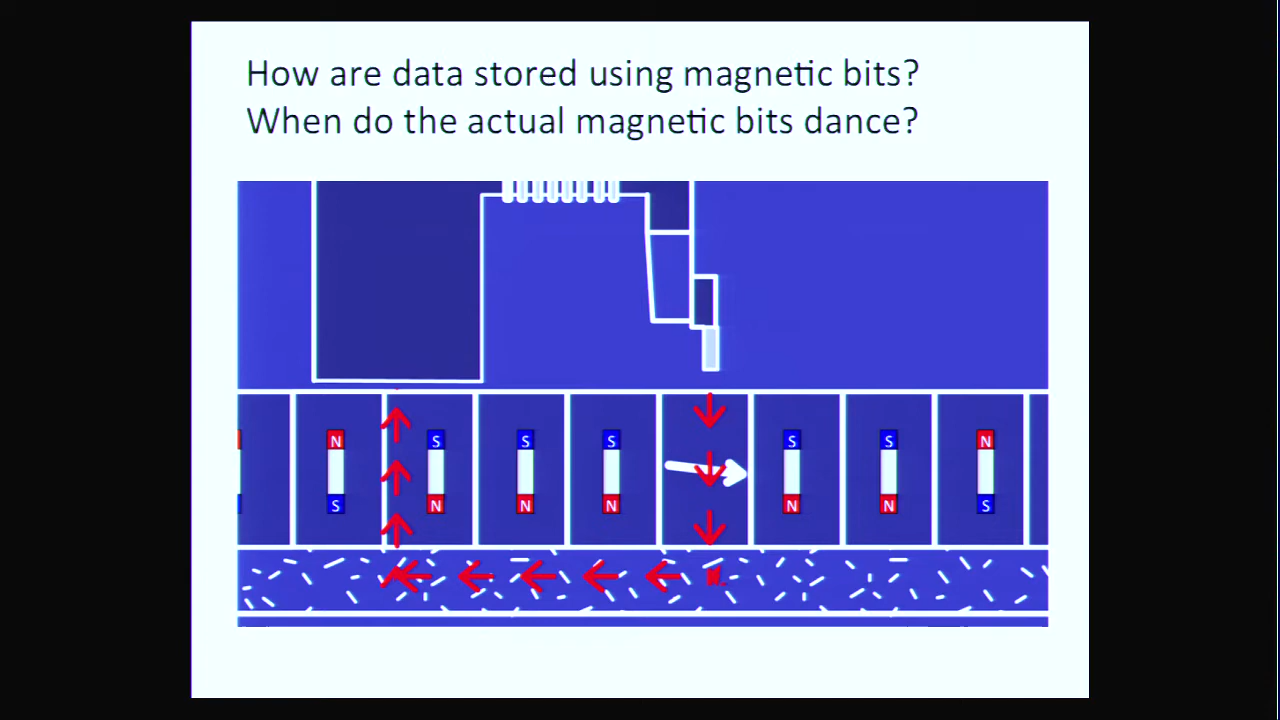 How are data stored using magnetic bits?
When do the actual magnetic bits dance?
N S S S S S N
S N N N N N S